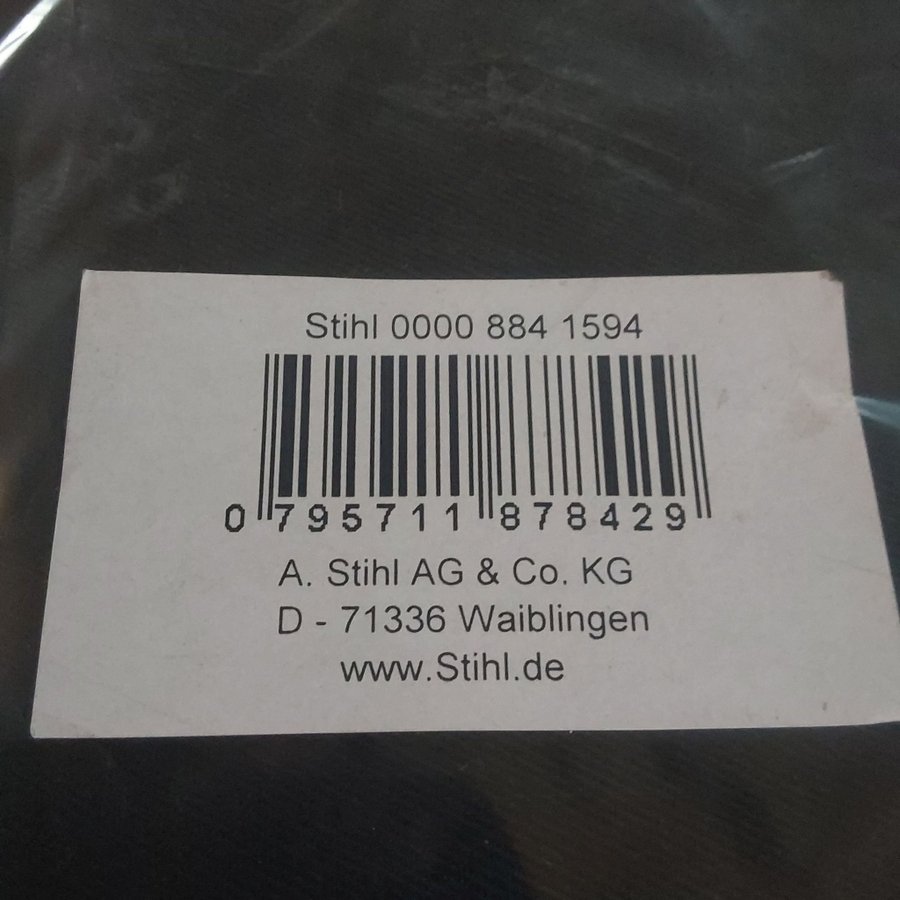 Stihl 0000 884 1594
0 795711 878429
A. Stihl AG & Co. KG
D - 71336 Waiblingen
www.Stihl.de